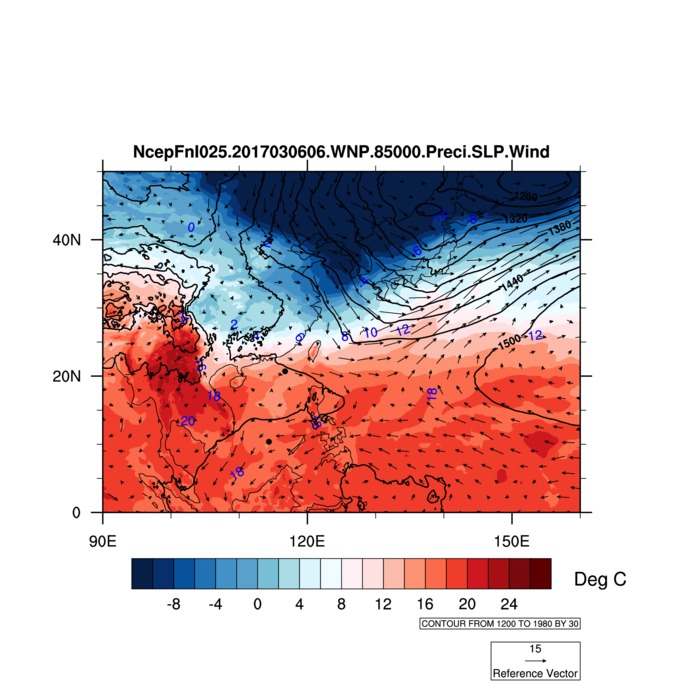 NcepFnl025.2017030606.WNP.85000.Preci.SLP.Wind
1260
1320
1380
40N
0
8
1440
2
6
8
10
12
1500
12
20N
18
18
20
18
0
90E
120E
150E
-8 -4 0 4 8 12 16 20 24
Deg C
CONTOUR FROM 1200 TO 1980 BY 30
15
Reference Vector